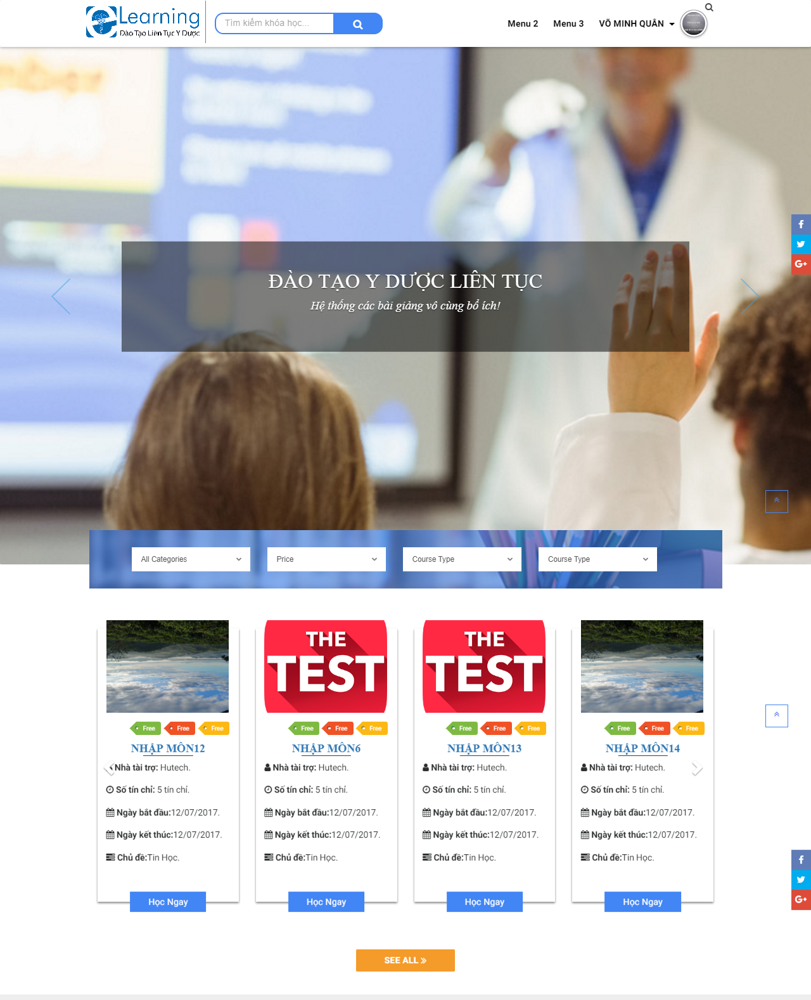 eLearning
Đào Tạo Liên Tục Y Dược
Tìm kiếm khóa học...
Menu 2
Menu 3
VÕ MINH QUÂN
ĐÀO TẠO Y DƯỢC LIÊN TỤC
Hệ thống các bài giảng vô cùng bổ ích!
All Categories
Price
Course Type
Course Type
THE TEST
THE TEST
Free Free Free
Free Free Free
Free Free Free
Free Free Free
NHẬP MÔN12
NHẬP MÔN6
NHẬP MÔN13
NHẬP MÔN14
Nhà tài trợ: Hutech.
Nhà tài trợ: Hutech.
Nhà tài trợ: Hutech.
Nhà tài trợ: Hutech.
Số tín chỉ: 5 tín chỉ.
Số tín chỉ: 5 tín chỉ.
Số tín chỉ: 5 tín chỉ.
Số tín chỉ: 5 tín chỉ.
Ngày bắt đầu:12/07/2017.
Ngày bắt đầu:12/07/2017.
Ngày bắt đầu:12/07/2017.
Ngày bắt đầu:12/07/2017.
Ngày kết thúc:12/07/2017.
Ngày kết thúc:12/07/2017.
Ngày kết thúc:12/07/2017.
Ngày kết thúc:12/07/2017.
Chủ đề:Tin Học.
Chủ đề:Tin Học.
Chủ đề:Tin Học.
Chủ đề:Tin Học.
Học Ngay
Học Ngay
Học Ngay
Học Ngay
SEE ALL